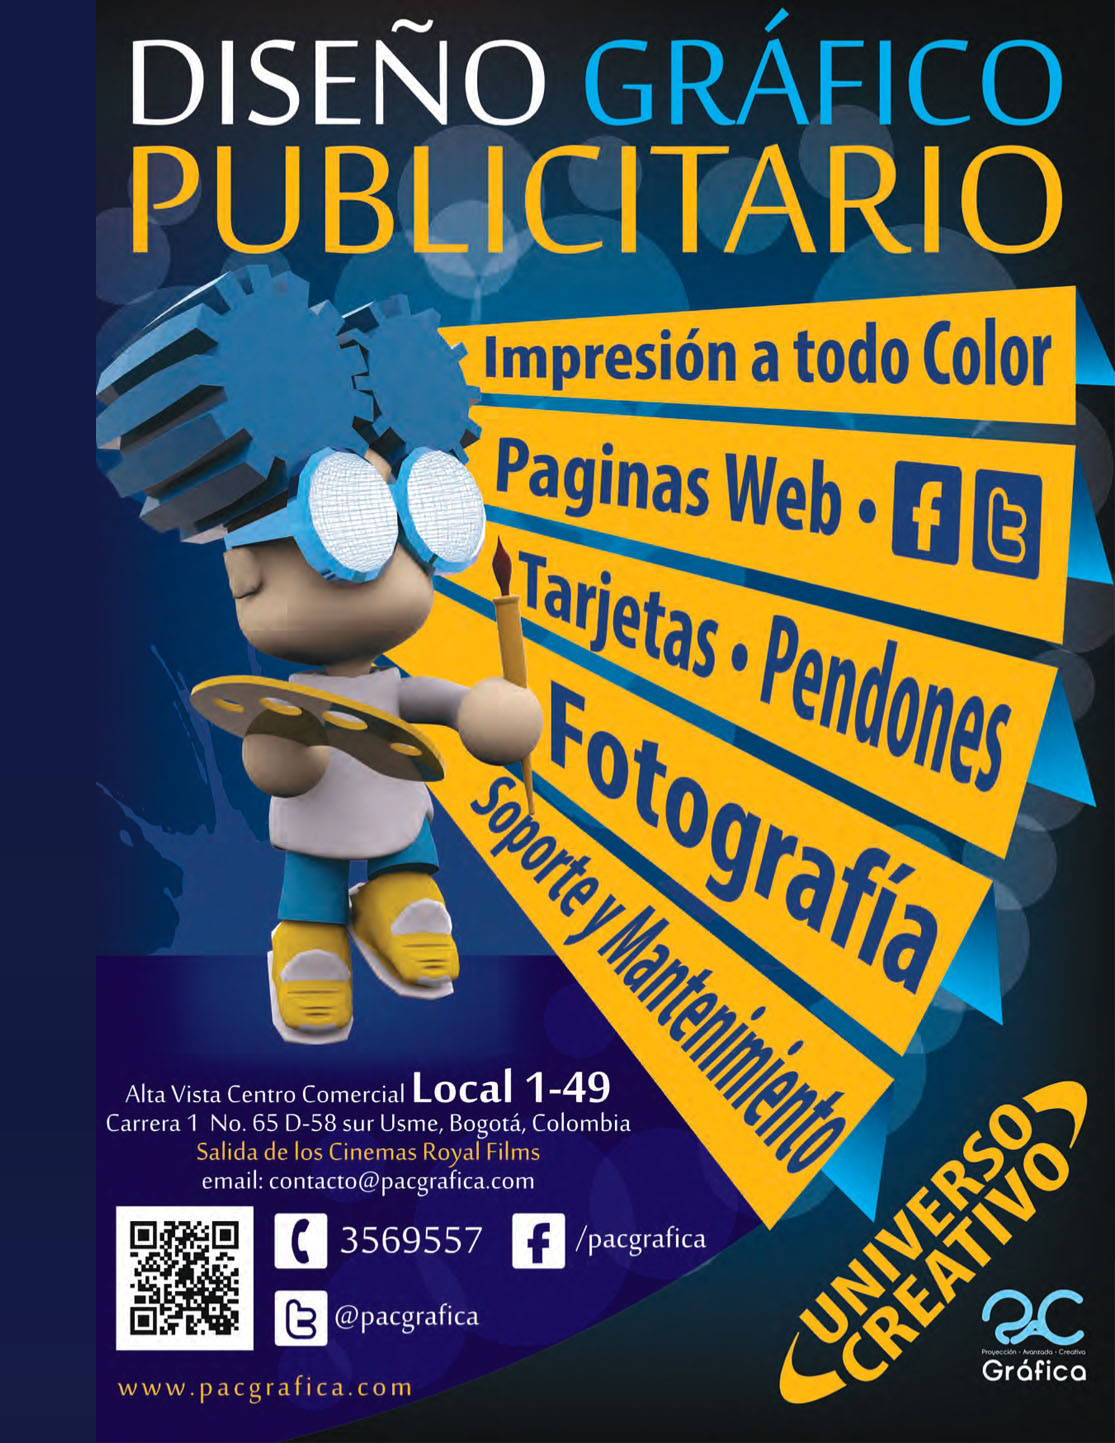 DISEÑO GRÁFICO
PUBLICITARIO
Impresión a todo Color
Paginas Web •
Tarjetas • Pendones
Fotografía
Soporte y Mantenimiento
Alta Vista Centro Comercial Local 1-49
Carrera 1 No. 65 D-58 sur Usme, Bogotá, Colombia
Salida de los Cinemas Royal Films
email: contacto@pacgrafica.com
3569557
/pacgrafica
@pacgrafica
www.pacgrafica.com
UNIVERSO
CREATIVO
PAC
Proyección - Avanzada - Creativa
Gráfica